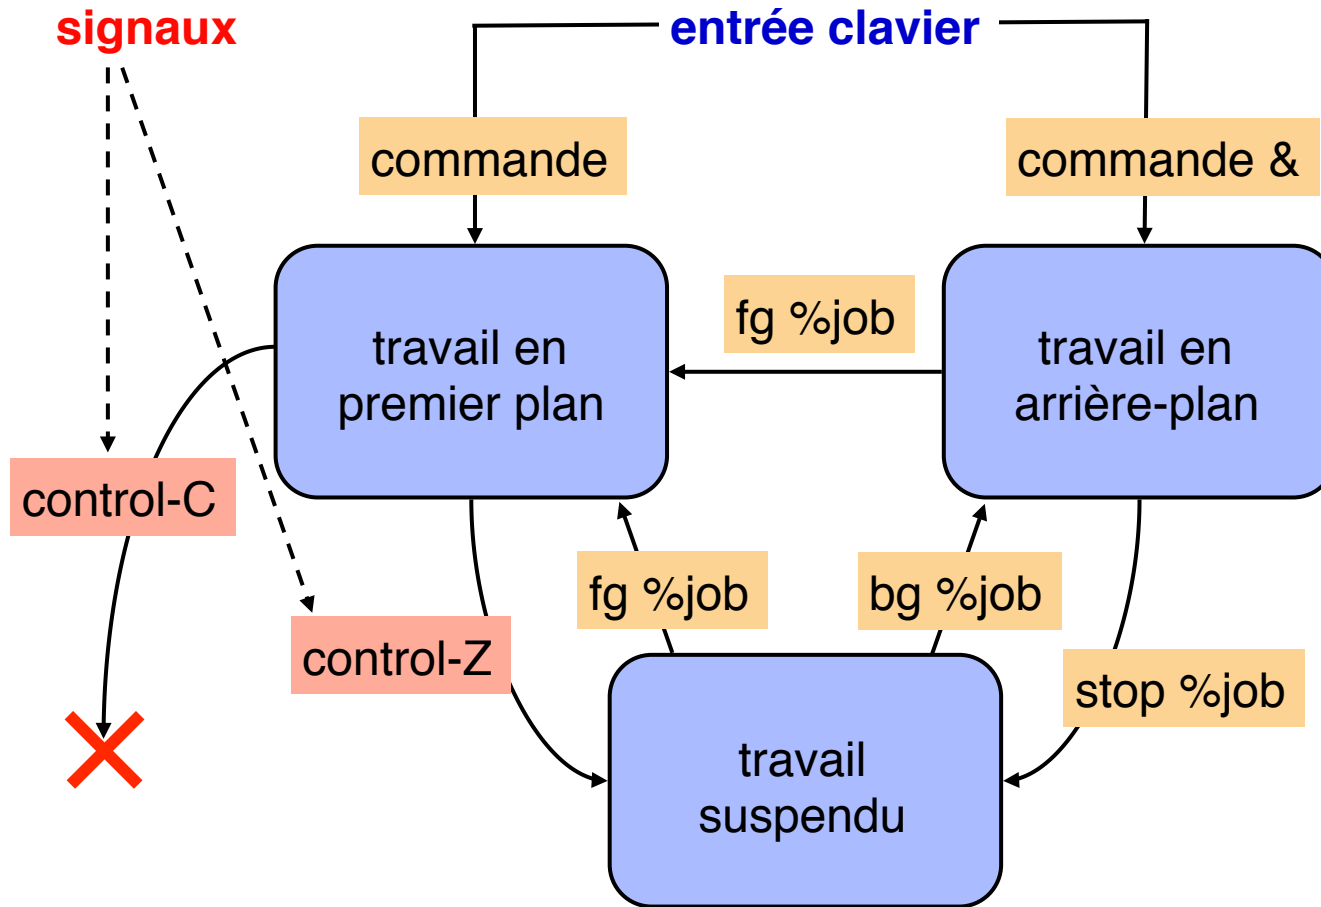 signaux
entrée clavier
commande
commande &
fg %job
travail en
premier plan
travail en
arrière-plan
control-C
fg %job
bg %job
control-Z
stop %job
travail
suspendu